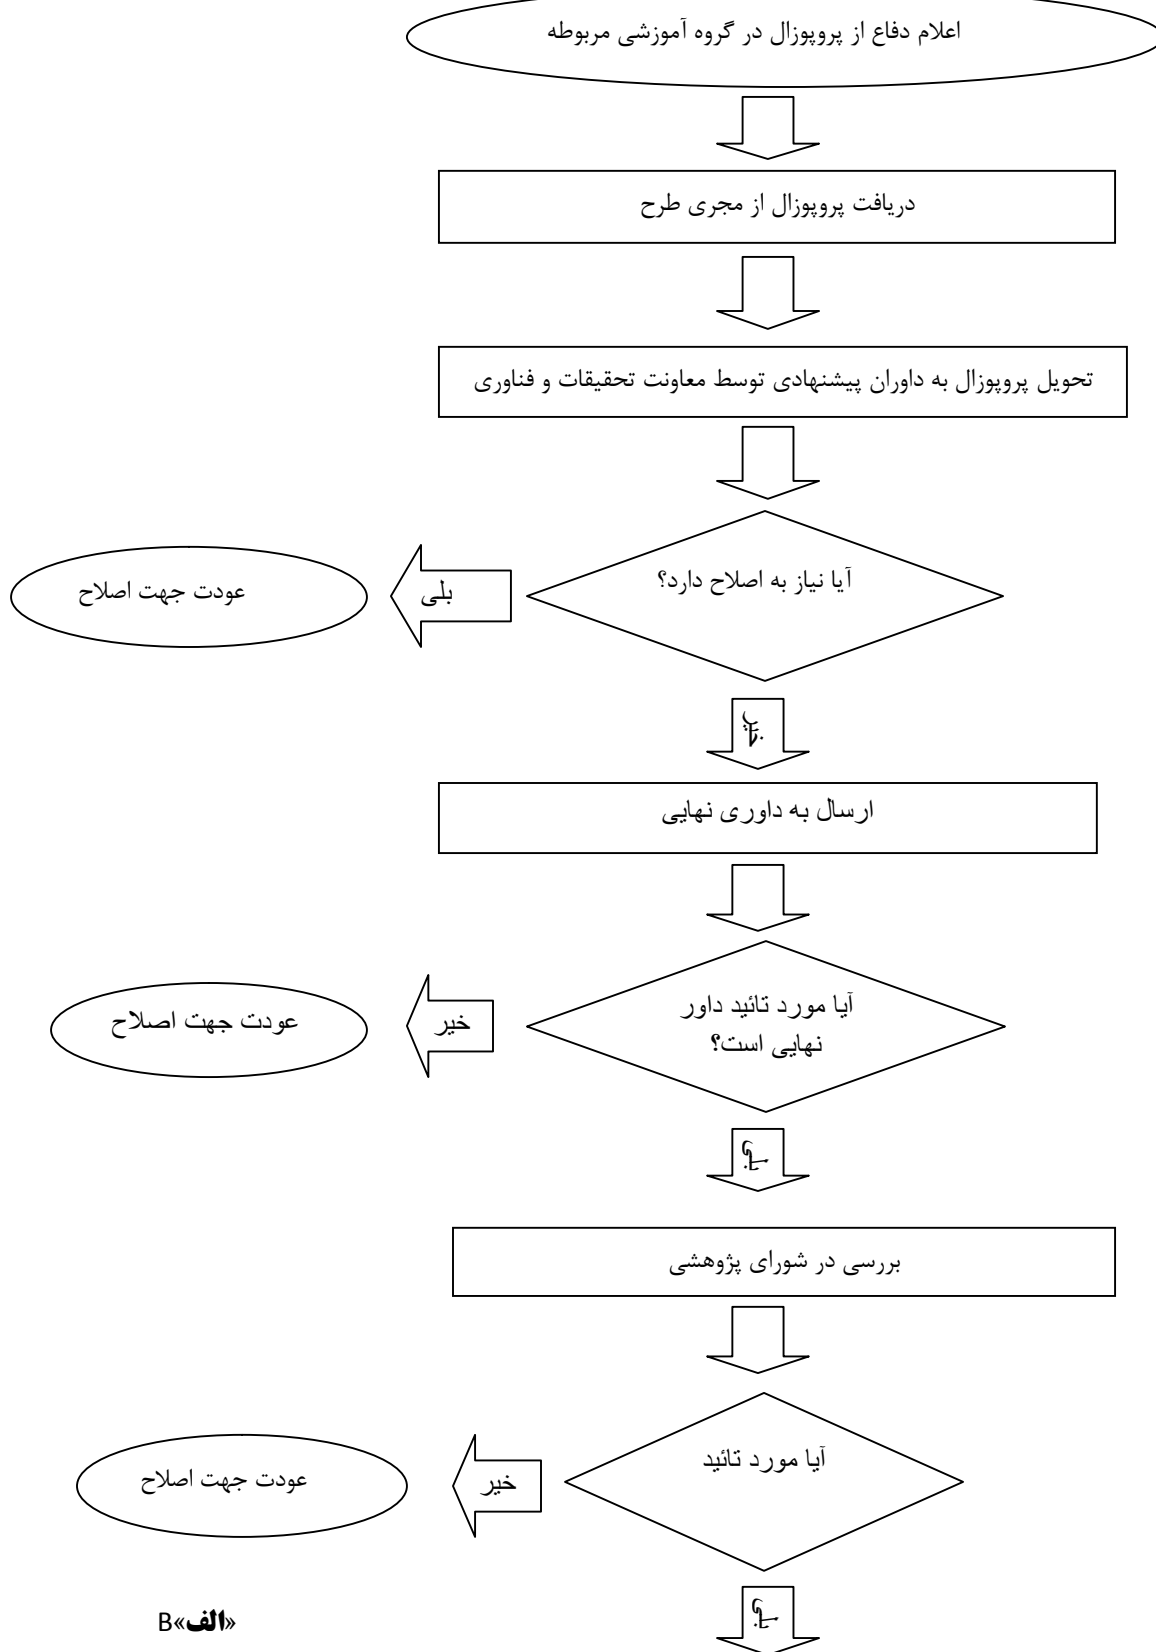 اعلام دفاع از پروپوزال در گروه آموزشی مربوطه
دریافت پروپوزال از مجری طرح
تحویل پروپوزال به داوران پیشنهادی توسط معاونت تحقیقات و فناوری
آیا نیاز به اصلاح دارد؟
بلی
عودت جهت اصلاح
خیر
ارسال به داوری نهایی
آیا مورد تائید داور
نهایی است؟
خیر
عودت جهت اصلاح
بلی
بررسی در شورای پژوهشی
آیا مورد تائید
خیر
عودت جهت اصلاح
بلی
«الف»B